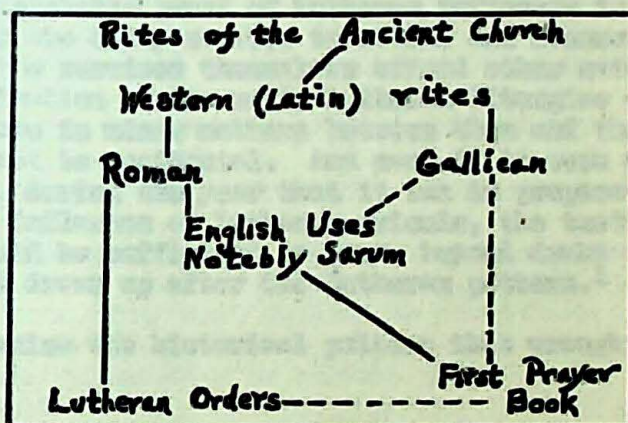 Rites of the Ancient Church
Western (Latin) rites
Roman
Gallican
English Uses
Notably Sarum
First Prayer
Lutheran Orders
Book